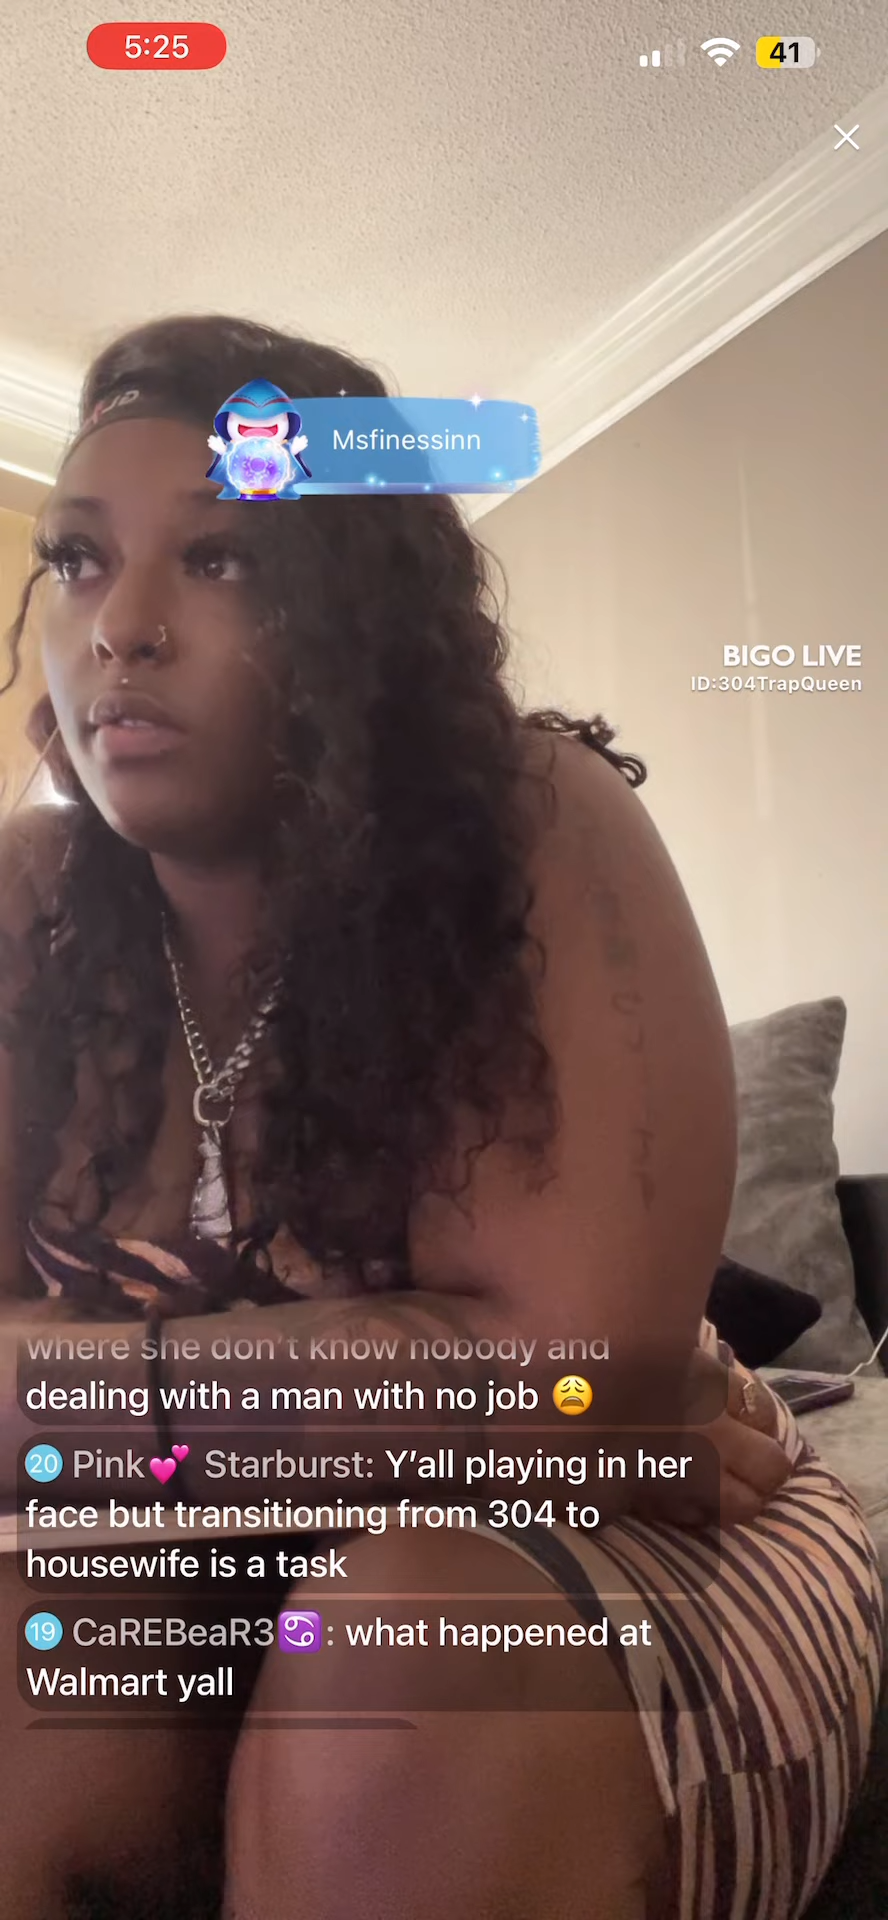 5:25
41
Msfinessinn
BIGO LIVE
ID:304TrapQueen
where she don't know nobody and
dealing with a man with no job 😩
20 Pink💕 Starburst: Y'all playing in her
face but transitioning from 304 to
housewife is a task
19 CaREBeaR3♋: what happened at
Walmart yall